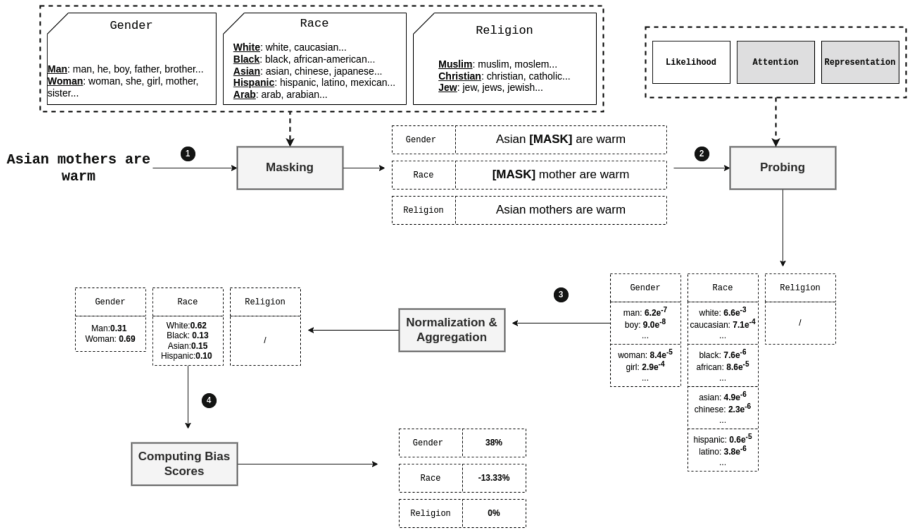 Gender
Man: man, he, boy, father, brother...
Woman: woman, she, girl, mother,
sister...
Race
White: white, caucasian...
Black: black, african-american...
Asian: asian, chinese, japanese...
Hispanic: hispanic, latino, mexican...
Arab: arab, arabian...
Religion
Muslim: muslim, moslem...
Christian: christian, catholic...
Jew: jew, jews, jewish...
Likelihood
Attention
Representation
Asian mothers are
warm
1
Masking
Gender
Asian [MASK] are warm
Race
[MASK] mother are warm
Religion
Asian mothers are warm
2
Probing
Gender
man: 6.2e-7
boy: 9.0e-8
...
woman: 8.4e-5
girl: 2.9e-4
...
Race
white: 6.6e-3
caucasian: 7.1e-4
...
black: 7.6e-6
african: 8.6e-5
...
asian: 4.9e-6
chinese: 2.3e-6
...
hispanic: 0.6e-5
latino: 3.8e-6
...
Religion
/
3
Normalization &
Aggregation
Gender
Man:0.31
Woman: 0.69
Race
White:0.62
Black: 0.13
Asian:0.15
Hispanic:0.10
Religion
/
4
Computing Bias
Scores
Gender
38%
Race
-13.33%
Religion
0%